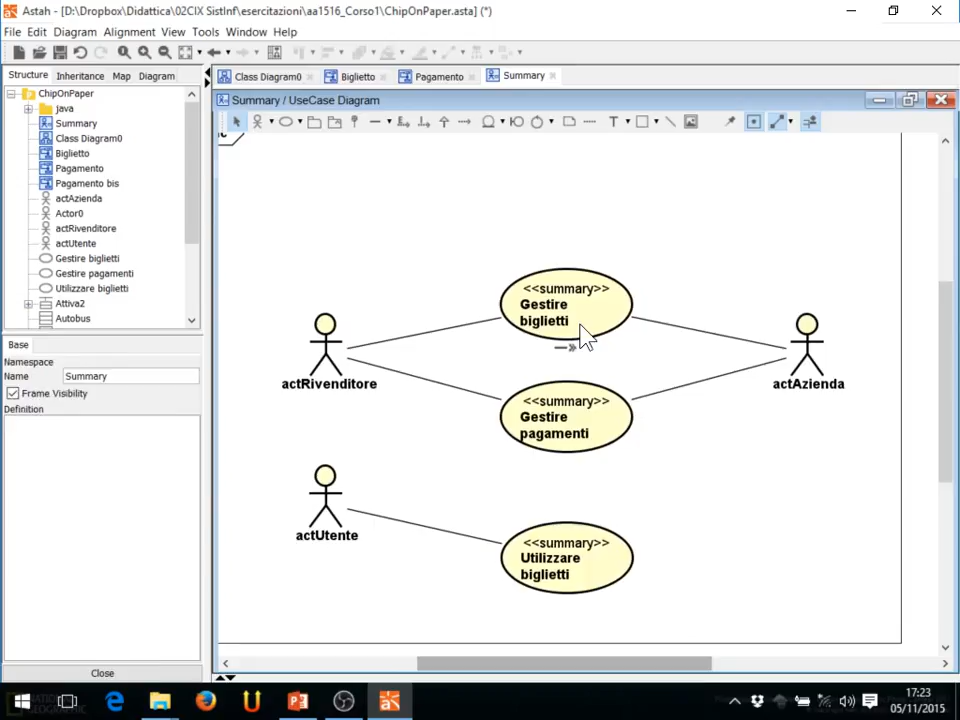 Astah - [D:\Dropbox\Didattica\02CIX SistInf\esercitazioni\aa1516_Corso1\ChipOnPaper.asta] (*)
File Edit Diagram Alignment View Tools Window Help
Structure Inheritance Map Diagram
Class Diagram0 Biglietto Pagamento Summary
Summary / UseCase Diagram
ChipOnPaper
java
Summary
Class Diagram0
Biglietto
Pagamento
Pagamento bis
actAzienda
Actor0
actRivenditore
actUtente
Gestire biglietti
Gestire pagamenti
Utilizzare biglietti
Attiva2
Autobus
Base
Namespace
Name Summary
Frame Visibility
Definition
Close
<<summary>>
Gestire
biglietti
actRivenditore
actAzienda
<<summary>>
Gestire
pagamenti
actUtente
<<summary>>
Utilizzare
biglietti
17:23
05/11/2015